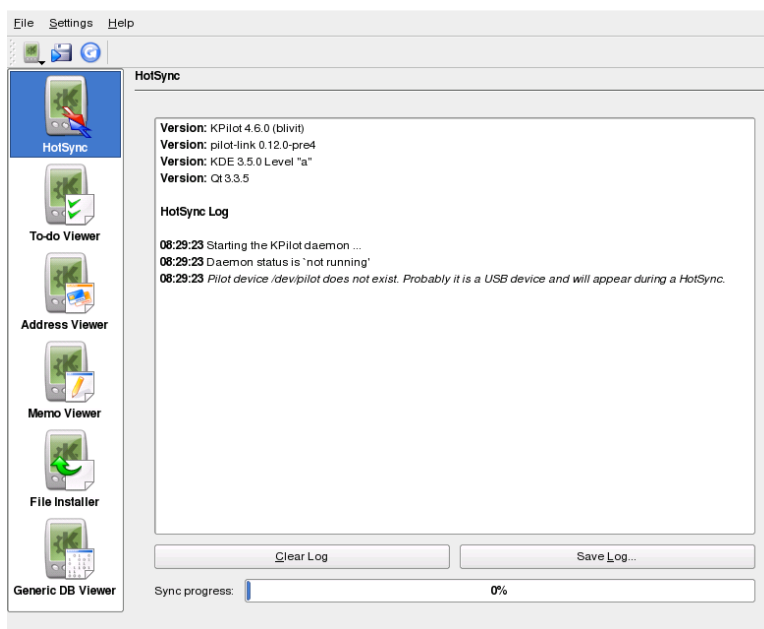 File Settings Help
HotSync
HotSync
To-do Viewer
Address Viewer
Memo Viewer
File Installer
Generic DB Viewer
Version: KPilot 4.6.0 (blivit)
Version: pilot-link 0.12.0-pre4
Version: KDE 3.5.0 Level "a"
Version: Qt 3.3.5
HotSync Log
08:29:23 Starting the KPilot daemon ...
08:29:23 Daemon status is `not running'
08:29:23 Pilot device /dev/pilot does not exist. Probably it is a USB device and will appear during a HotSync.
Clear Log
Save Log...
Sync progress: 0%